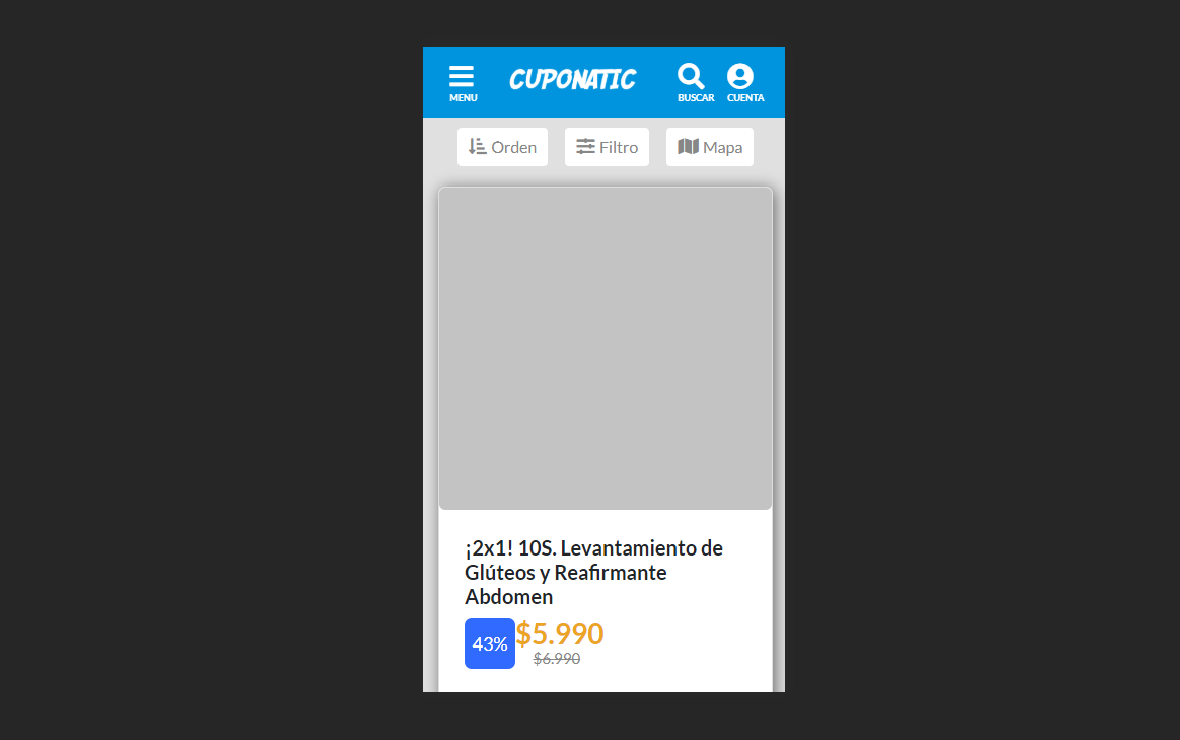 CUPONATIC
MENU
BUSCAR
CUENTA
Orden
Filtro
Mapa
¡2x1! 10S. Levantamiento de
Glúteos y Reafirmante
Abdomen
43%
$5.990
$6.990